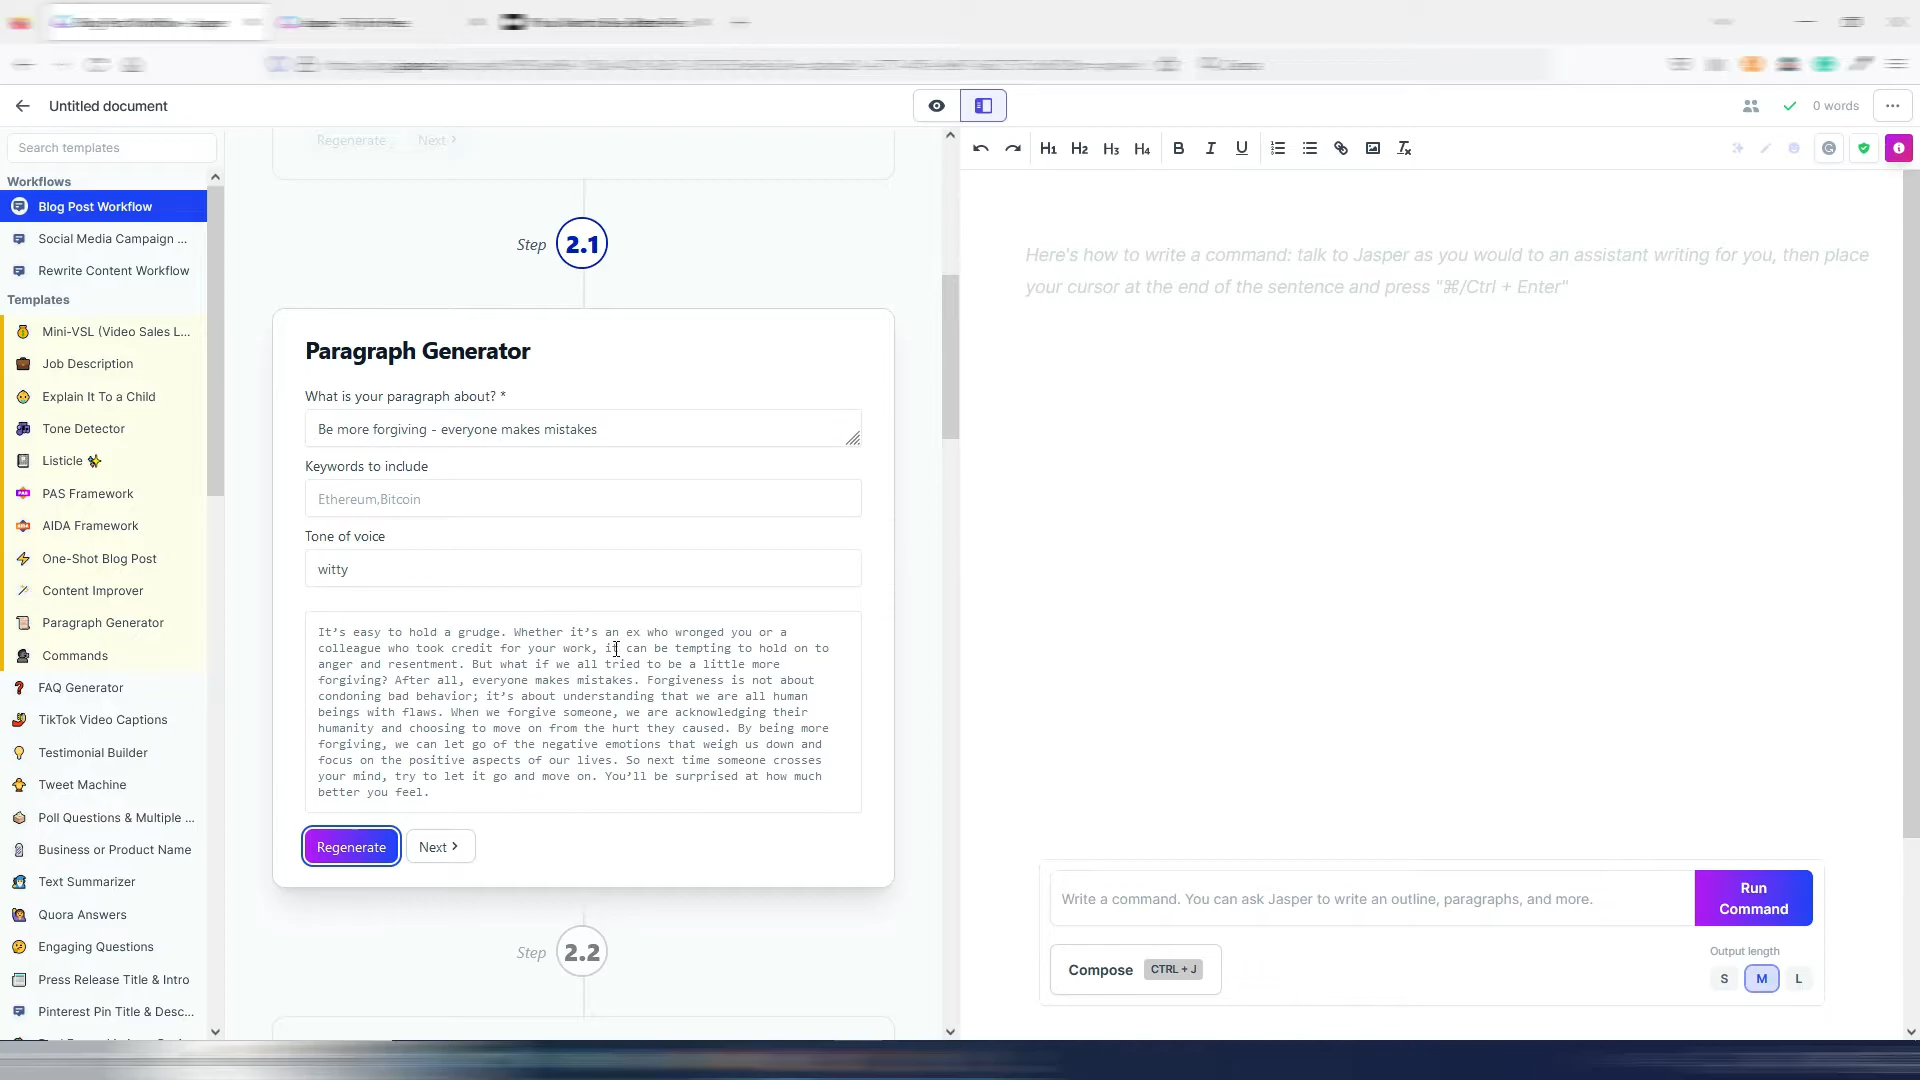 Untitled document
0 words
Search templates
Workflows
Blog Post Workflow
Social Media Campaign ...
Rewrite Content Workflow
Templates
Mini-VSL (Video Sales L...
Job Description
Explain It To a Child
Tone Detector
Listicle ✨
PAS Framework
AIDA Framework
One-Shot Blog Post
Content Improver
Paragraph Generator
Commands
FAQ Generator
TikTok Video Captions
Testimonial Builder
Tweet Machine
Poll Questions & Multiple ...
Business or Product Name
Text Summarizer
Quora Answers
Engaging Questions
Press Release Title & Intro
Pinterest Pin Title & Desc...
Regenerate
Next >
Step 2.1
Paragraph Generator
What is your paragraph about? *
Be more forgiving - everyone makes mistakes
Keywords to include
Ethereum,Bitcoin
Tone of voice
witty
It's easy to hold a grudge. Whether it's an ex who wronged you or a
colleague who took credit for your work, it can be tempting to hold on to
anger and resentment. But what if we all tried to be a little more
forgiving? After all, everyone makes mistakes. Forgiveness is not about
condoning bad behavior; it's about understanding that we are all human
beings with flaws. When we forgive someone, we are acknowledging their
humanity and choosing to move on from the hurt they caused. By being more
forgiving, we can let go of the negative emotions that weigh us down and
focus on the positive aspects of our lives. So next time someone crosses
your mind, try to let it go and move on. You'll be surprised at how much
better you feel.
Regenerate
Next >
Step 2.2
H1 H2 H3 H4 B I U
Here's how to write a command: talk to Jasper as you would to an assistant writing for you, then place
your cursor at the end of the sentence and press "⌘/Ctrl + Enter"
Write a command. You can ask Jasper to write an outline, paragraphs, and more.
Run
Command
Compose CTRL + J
Output length
S M L